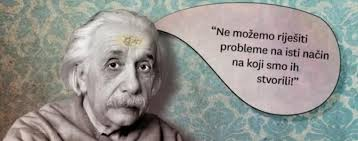 "Ne možemo riješiti
probleme na isti način
na koji smo ih
stvorili!"